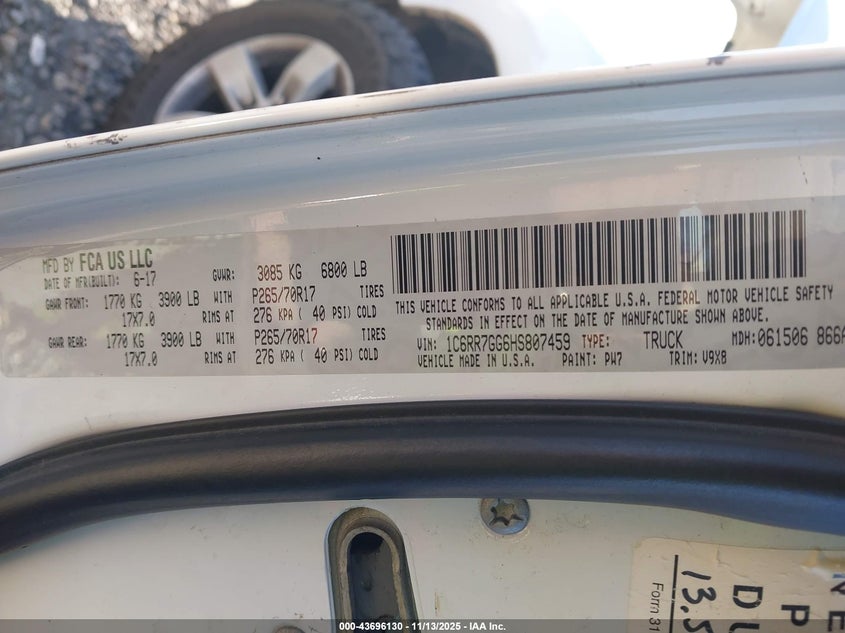 MFD BY FCA US LLC
DATE OF MFR(BUILT): 6-17 GVWR: 3085 KG 6800 LB
GAWR FRONT: 1770 KG 3900 LB WITH P265/70R17 TIRES
17X7.0 RIMS AT 276 KPA ( 40 PSI) COLD
GAWR REAR: 1770 KG 3900 LB WITH P265/70R17 TIRES
17X7.0 RIMS AT 276 KPA ( 40 PSI) COLD
THIS VEHICLE CONFORMS TO ALL APPLICABLE U.S.A. FEDERAL MOTOR VEHICLE SAFETY
STANDARDS IN EFFECT ON THE DATE OF MANUFACTURE SHOWN ABOVE.
VIN: 1C6RR7GG6HS807459 TYPE: TRUCK MDH:061506 866A
VEHICLE MADE IN U.S.A. PAINT: PW7 TRIM: V9X8
Form 31
13.5
DU
P
000-43696130 - 11/13/2025 - IAA Inc.